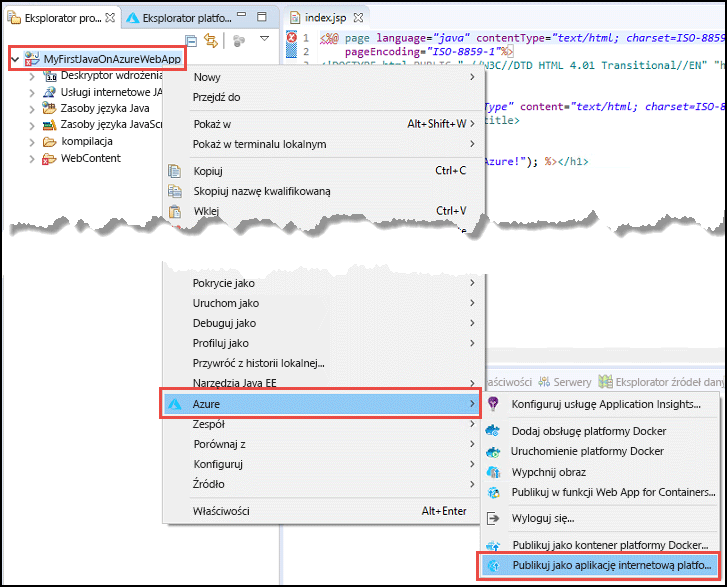 Eksplorator pro...
Eksplorator platfo...
index.jsp
MyFirstJavaOnAzureWebApp
Deskryptor wdrożenia
Usługi internetowe JA
Zasoby języka Java
Zasoby języka JavaScr
kompilacja
WebContent
1 <%@ page language="java" contentType="text/html; charset=ISO-8859
2 pageEncoding="ISO-8859-1"%>
<!DOCTYPE html PUBLIC "-//W3C//DTD HTML 4.01 Transitional//EN" "h
Type" content="text/html; charset=ISO-8859
title>
Azure!"); %></h1>
Nowy
Przejdź do
Pokaż w Alt+Shift+W
Pokaż w terminalu lokalnym
Kopiuj Ctrl+C
Skopiuj nazwę kwalifikowaną
Wklej Ctrl+V
Pokrycie jako
Uruchom jako
Debuguj jako
Profiluj jako
Przywróć z historii lokalnej...
Narzędzia Java EE
Azure
Zespół
Porównaj z
Konfiguruj
Źródło
Właściwości Alt+Enter
aściwości
Serwery
Eksplorator źródeł dany
Konfiguruj usługę Application Insights...
Dodaj obsługę platformy Docker
Uruchomienie platformy Docker
Wypchnij obraz
Publikuj w funkcji Web App for Containers...
Wyloguj się...
Publikuj jako kontener platformy Docker...
Publikuj jako aplikację internetową platfo...